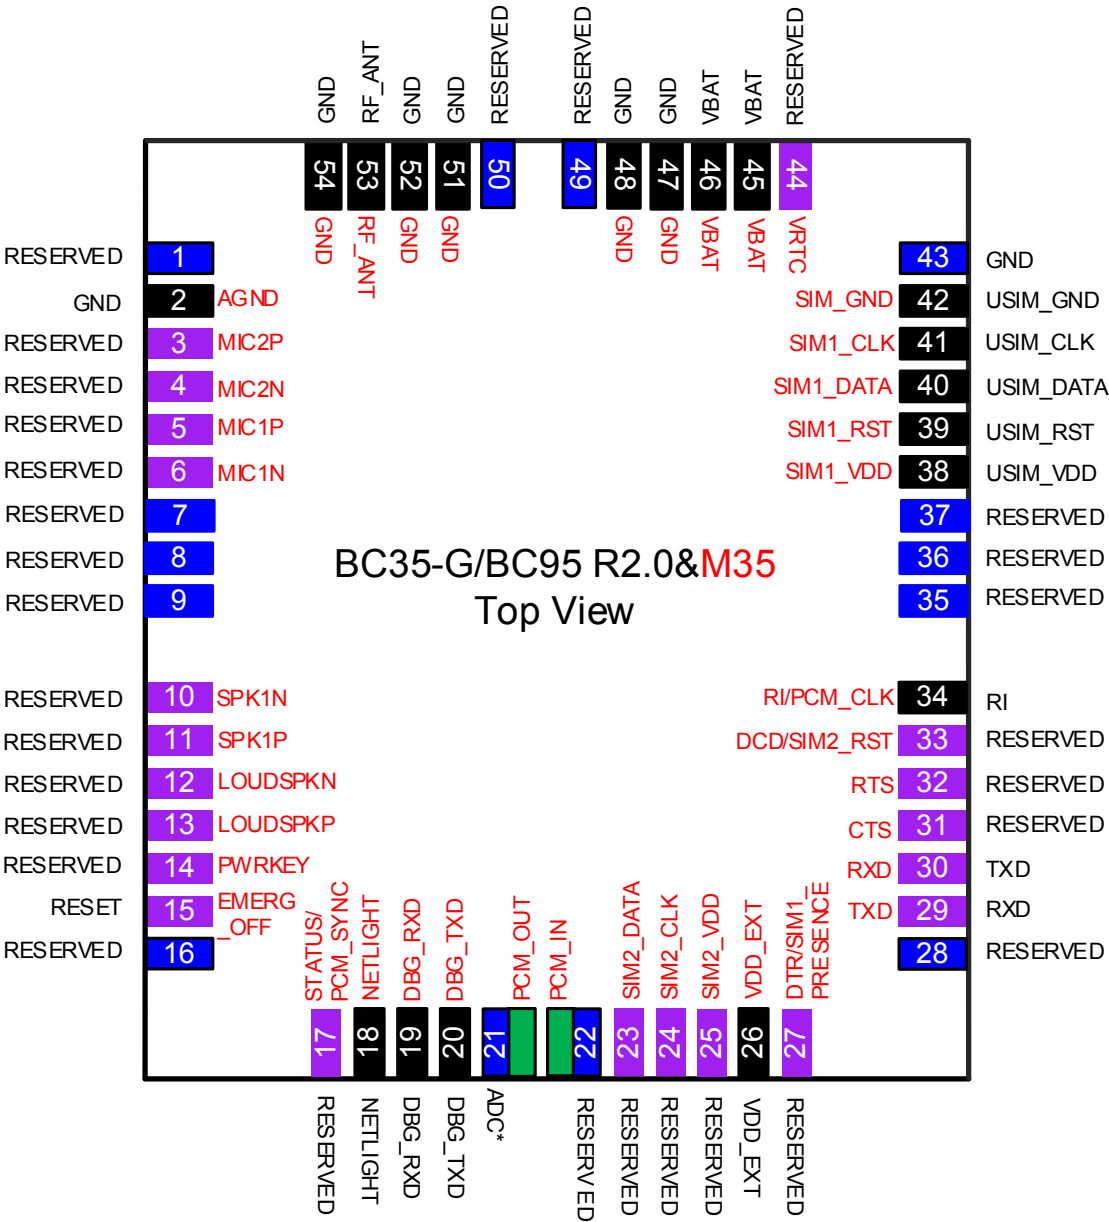 GND
RF_ANT
GND
GND
RESERVED
RESERVED
GND
GND
VBAT
VBAT
RESERVED
54
53
52
51
50
49
48
47
46
45
44
GND
RF_ANT
GND
GND
GND
GND
VBAT
VBAT
VRTC
RESERVED 1
GND 2 AGND
RESERVED 3 MIC2P
RESERVED 4 MIC2N
RESERVED 5 MIC1P
RESERVED 6 MIC1N
RESERVED 7
RESERVED 8
RESERVED 9
43 GND
SIM_GND 42 USIM_GND
SIM1_CLK 41 USIM_CLK
SIM1_DATA 40 USIM_DATA
SIM1_RST 39 USIM_RST
SIM1_VDD 38 USIM_VDD
37 RESERVED
36 RESERVED
35 RESERVED
BC35-G/BC95 R2.0&M35
Top View
RESERVED 10 SPK1N
RESERVED 11 SPK1P
RESERVED 12 LOUDSPKN
RESERVED 13 LOUDSPKP
RESERVED 14 PWRKEY
RESET 15 EMERG
_OFF
RESERVED 16
RI/PCM_CLK 34 RI
DCD/SIM2_RST 33 RESERVED
RTS 32 RESERVED
CTS 31 RESERVED
RXD 30 TXD
TXD 29 RXD
28 RESERVED
STATUS/
PCM_SYNC
NETLIGHT
DBG_RXD
DBG_TXD
PCM_OUT
PCM_IN
SIM2_DATA
SIM2_CLK
SIM2_VDD
VDD_EXT
DTR/SIM1_
PRESENCE
17
18
19
20
21
22
23
24
25
26
27
RESERVED
NETLIGHT
DBG_RXD
DBG_TXD
ADC*
RESERVED
RESERVED
RESERVED
RESERVED
VDD_EXT
RESERVED